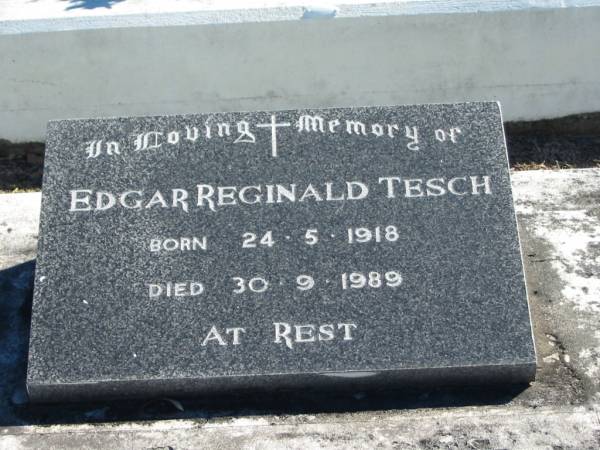 In Loving Memory of
EDGAR REGINALD TESCH
BORN 24·5·1918
DIED 30·9·1989
AT REST